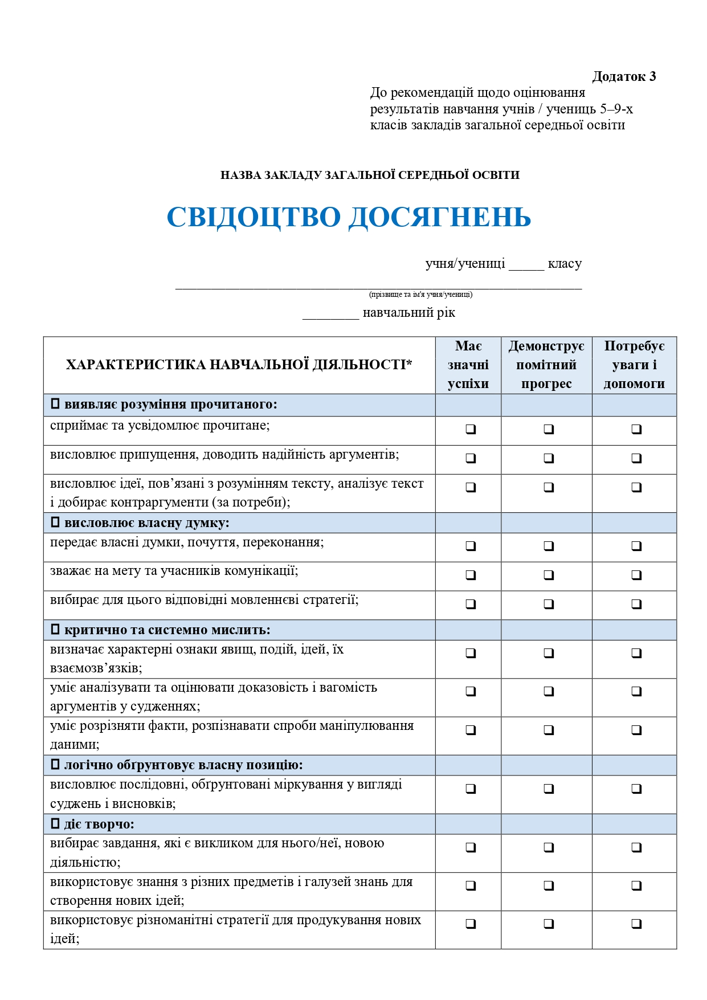 Додаток 3
До рекомендацій щодо оцінювання
результатів навчання учнів / учениць 5–9-х
класів закладів загальної середньої освіти
НАЗВА ЗАКЛАДУ ЗАГАЛЬНОЇ СЕРЕДНЬОЇ ОСВІТИ
СВІДОЦТВО ДОСЯГНЕНЬ
учня/учениці _____ класу
(прізвище та ім'я учня/учениці)
________ навчальний рік
ХАРАКТЕРИСТИКА НАВЧАЛЬНОЇ ДІЯЛЬНОСТІ*
Має
значні
успіхи
Демонструє
помітний
прогрес
Потребує
уваги і
допомоги
виявляє розуміння прочитаного:
сприймає та усвідомлює прочитане;
❑ ❑ ❑
висловлює припущення, доводить надійність аргументів;
❑ ❑ ❑
висловлює ідеї, пов’язані з розумінням тексту, аналізує текст
і добирає контраргументи (за потреби);
❑ ❑ ❑
висловлює власну думку:
передає власні думки, почуття, переконання;
❑ ❑ ❑
зважає на мету та учасників комунікації;
❑ ❑ ❑
вибирає для цього відповідні мовленнєві стратегії;
❑ ❑ ❑
критично та системно мислить:
визначає характерні ознаки явищ, подій, ідей, їх
взаємозв’язків;
❑ ❑ ❑
уміє аналізувати та оцінювати доказовість і вагомість
аргументів у судженнях;
❑ ❑ ❑
уміє розрізняти факти, розпізнавати спроби маніпулювання
даними;
❑ ❑ ❑
логічно обґрунтовує власну позицію:
висловлює послідовні, обґрунтовані міркування у вигляді
суджень і висновків;
❑ ❑ ❑
діє творчо:
вибирає завдання, які є викликом для нього/неї, новою
діяльністю;
❑ ❑ ❑
використовує знання з різних предметів і галузей знань для
створення нових ідей;
❑ ❑ ❑
використовує різноманітні стратегії для продукування нових
ідей;
❑ ❑ ❑